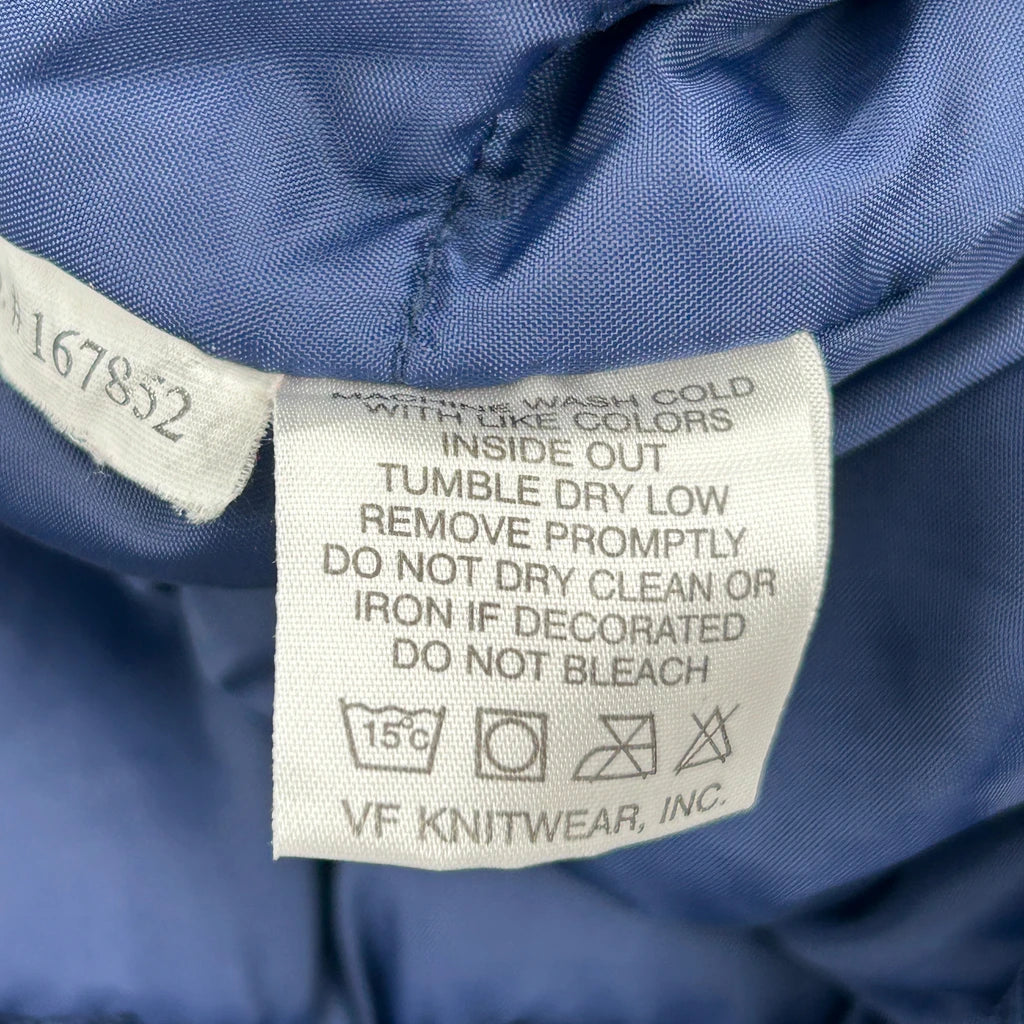 167852
MACHINE WASH COLD
WITH LIKE COLORS
INSIDE OUT
TUMBLE DRY LOW
REMOVE PROMPTLY
DO NOT DRY CLEAN OR
IRON IF DECORATED
DO NOT BLEACH
15°C
VF KNITWEAR, INC.